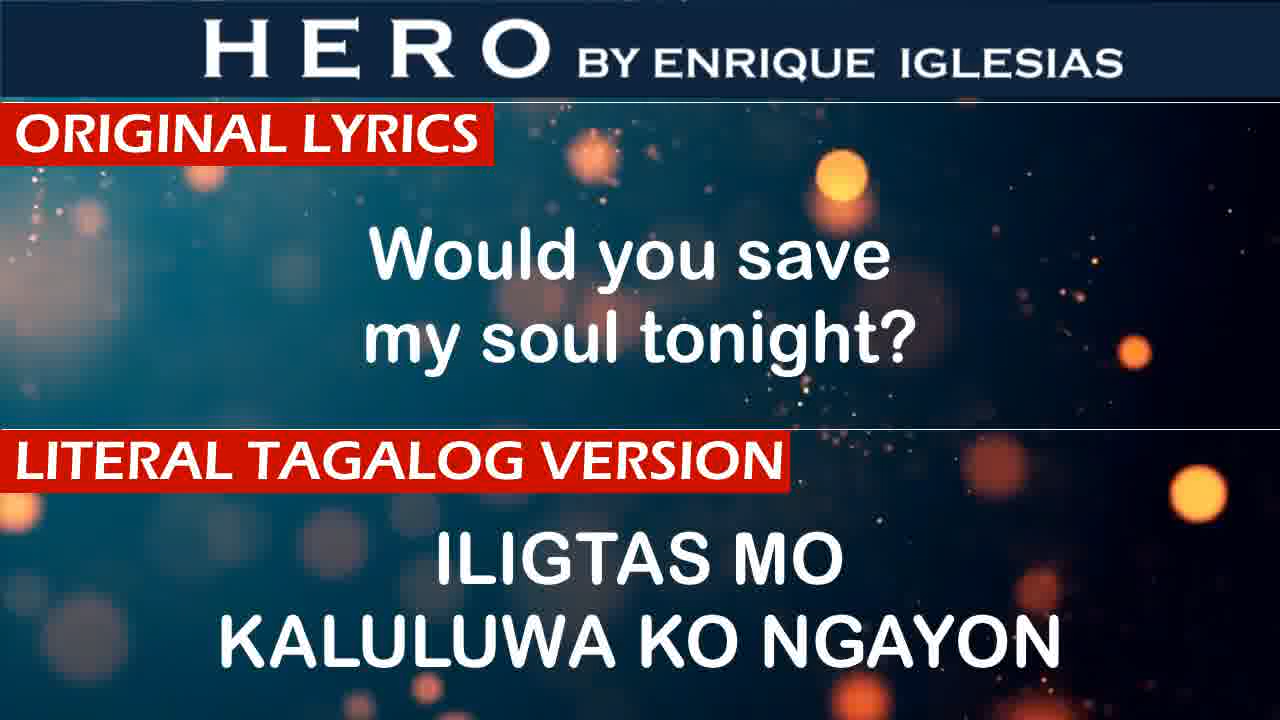 HERO BY ENRIQUE IGLESIAS
ORIGINAL LYRICS
Would you save
my soul tonight?
LITERAL TAGALOG VERSION
ILIGTAS MO
KALULUWA KO NGAYON